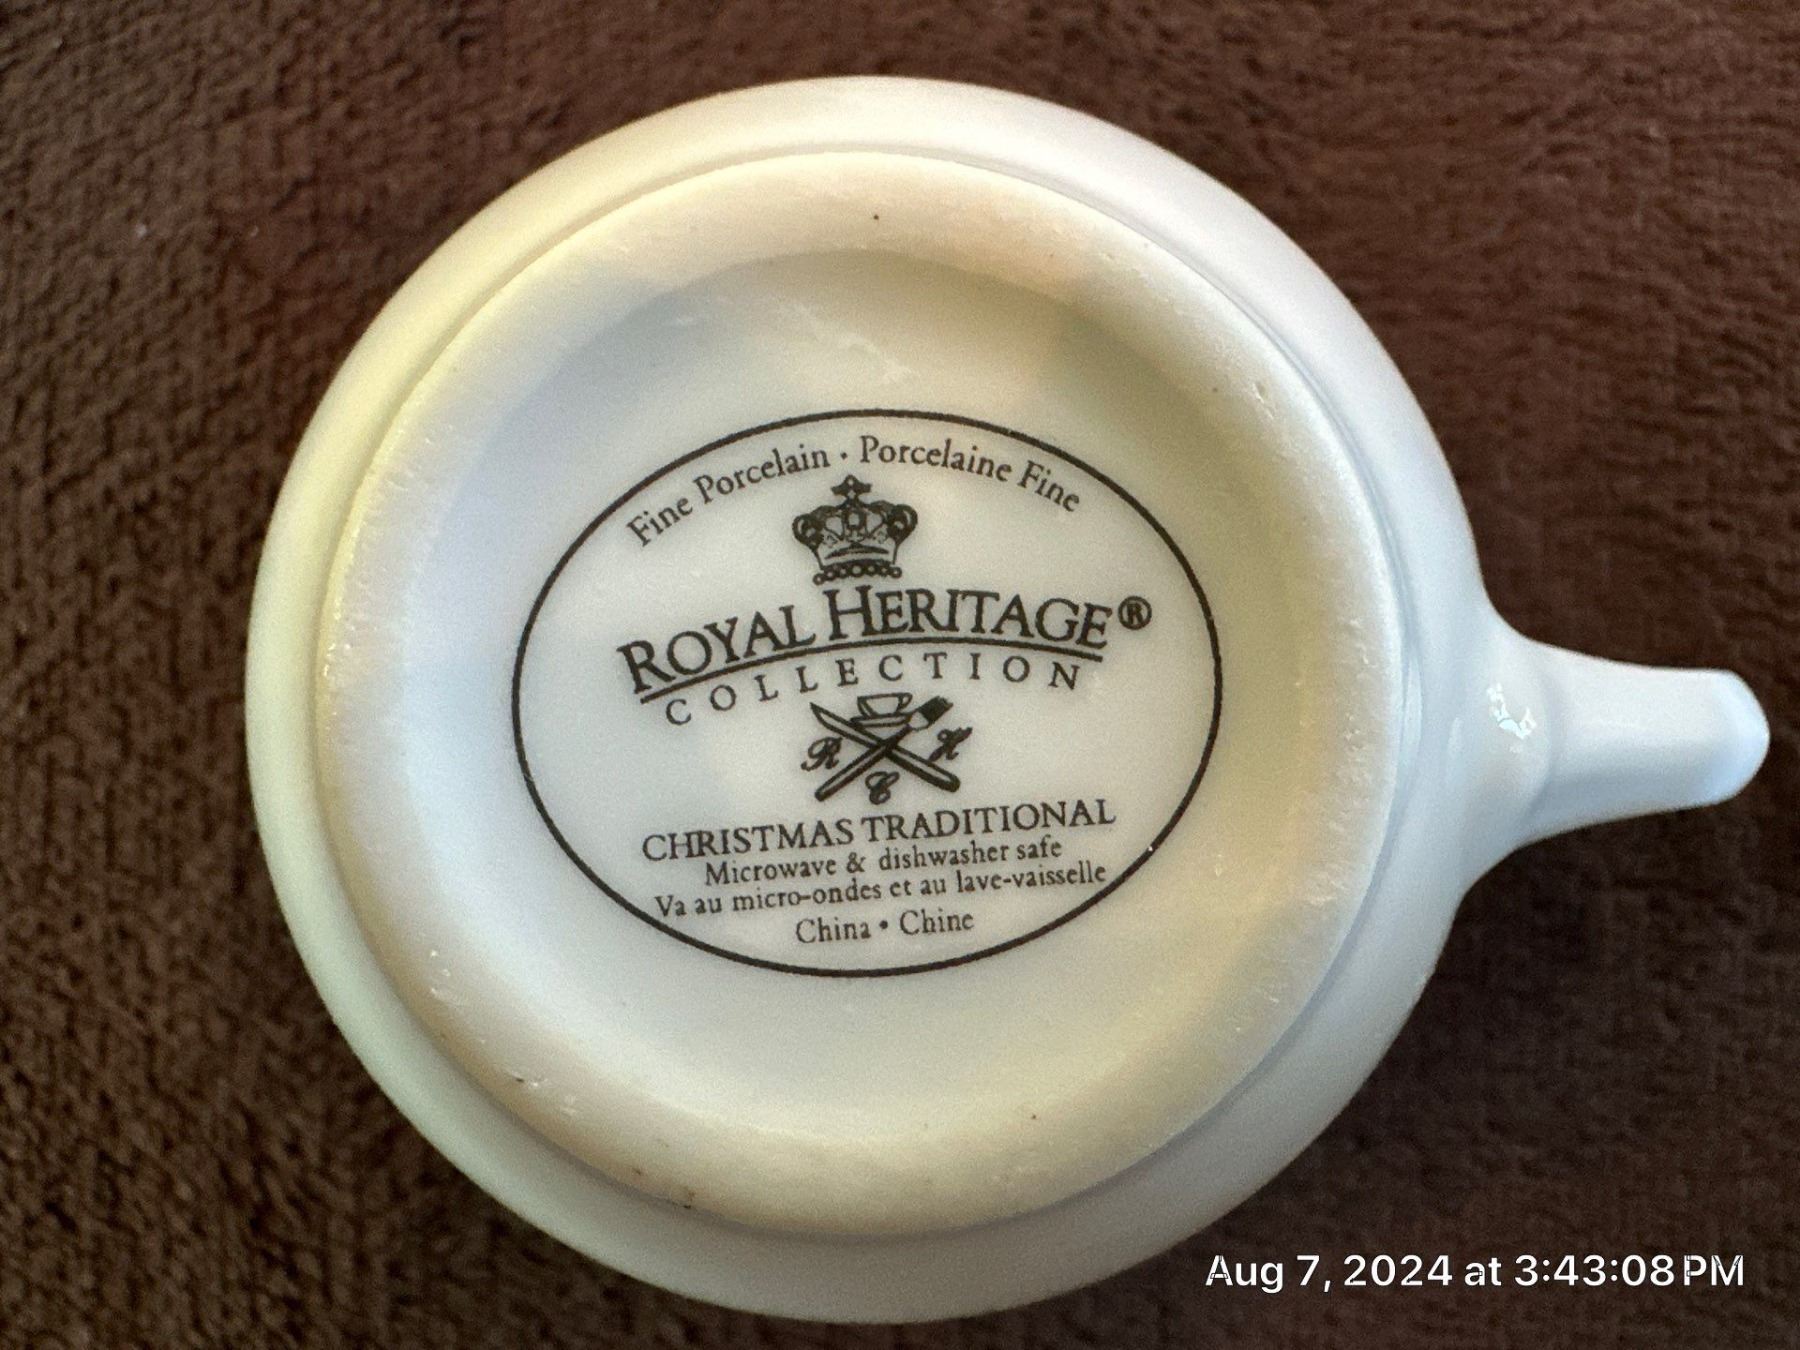 Fine Porcelain · Porcelaine Fine
ROYAL HERITAGE®
COLLECTION
R H
C
CHRISTMAS TRADITIONAL
Microwave & dishwasher safe
Va au micro-ondes et au lave-vaisselle
China • Chine
Aug 7, 2024 at 3:43:08 PM